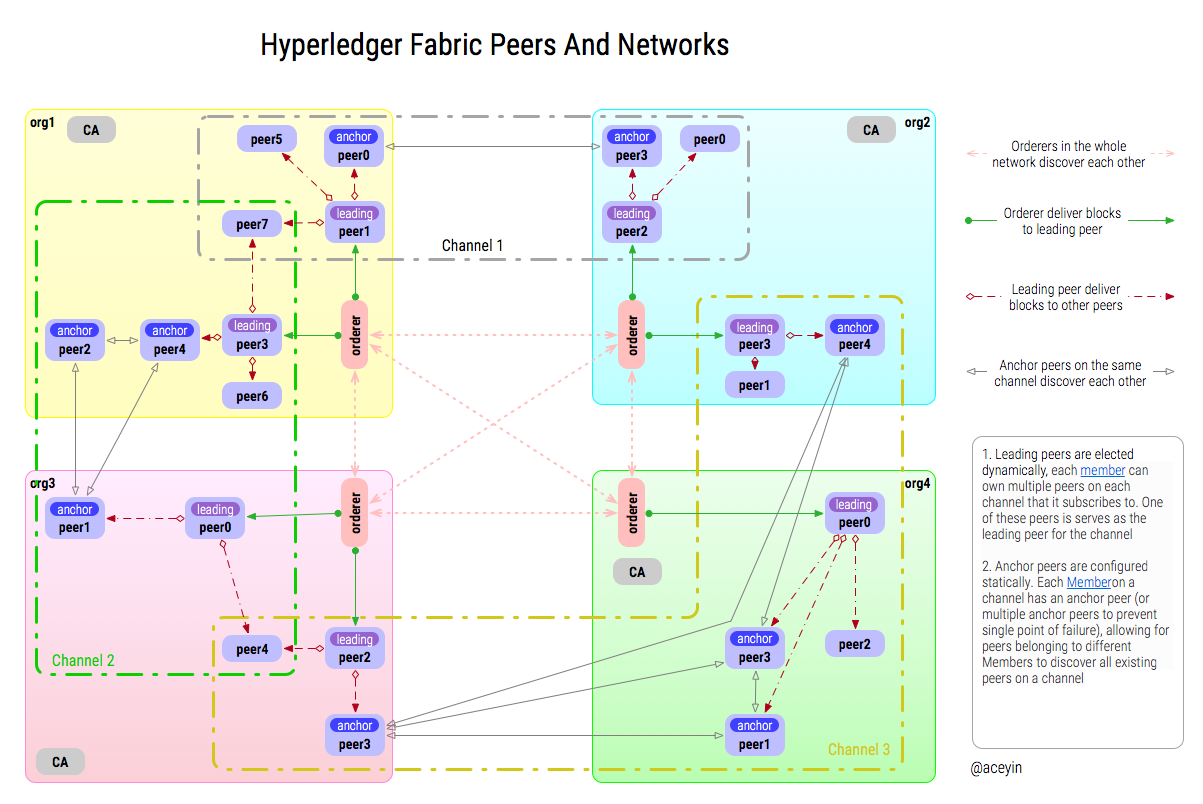 Hyperledger Fabric Peers And Networks
org1
CA
peer5
anchor
peer0
peer7
leading
peer1
anchor
peer2
anchor
peer4
leading
peer3
peer6
orderer
Channel 1
org2
CA
anchor
peer3
peer0
leading
peer2
orderer
leading
peer3
anchor
peer4
peer1
org3
anchor
peer1
leading
peer0
orderer
peer4
leading
peer2
anchor
peer3
Channel 2
CA
org4
orderer
CA
leading
peer0
anchor
peer3
peer2
anchor
peer1
Channel 3
Orderers in the whole
network discover each other
Orderer deliver blocks
to leading peer
Leading peer deliver
blocks to other peers
Anchor peers on the same
channel discover each other
1. Leading peers are elected
dynamically, each member can
own multiple peers on each
channel that it subscribes to. One
of these peers is serves as the
leading peer for the channel
2. Anchor peers are configured
statically. Each Memberon a
channel has an anchor peer (or
multiple anchor peers to prevent
single point of failure), allowing for
peers belonging to different
Members to discover all existing
peers on a channel
@aceyin